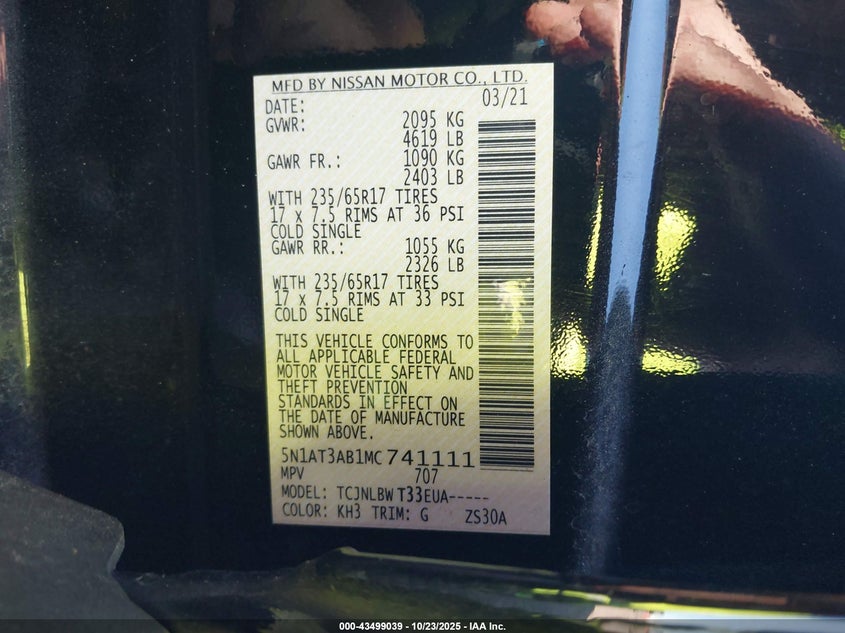 MFD BY NISSAN MOTOR CO., LTD.
DATE: 03/21
GVWR: 2095 KG
4619 LB
GAWR FR.: 1090 KG
2403 LB
WITH 235/65R17 TIRES
17 x 7.5 RIMS AT 36 PSI
COLD SINGLE
GAWR RR.: 1055 KG
2326 LB
WITH 235/65R17 TIRES
17 x 7.5 RIMS AT 33 PSI
COLD SINGLE
THIS VEHICLE CONFORMS TO
ALL APPLICABLE FEDERAL
MOTOR VEHICLE SAFETY AND
THEFT PREVENTION
STANDARDS IN EFFECT ON
THE DATE OF MANUFACTURE
SHOWN ABOVE.
5N1AT3AB1MC 741111
MPV 707
MODEL: TCJNLBW T33EUA-----
COLOR: KH3 TRIM: G ZS30A
000-43499039 - 10/23/2025 - IAA Inc.